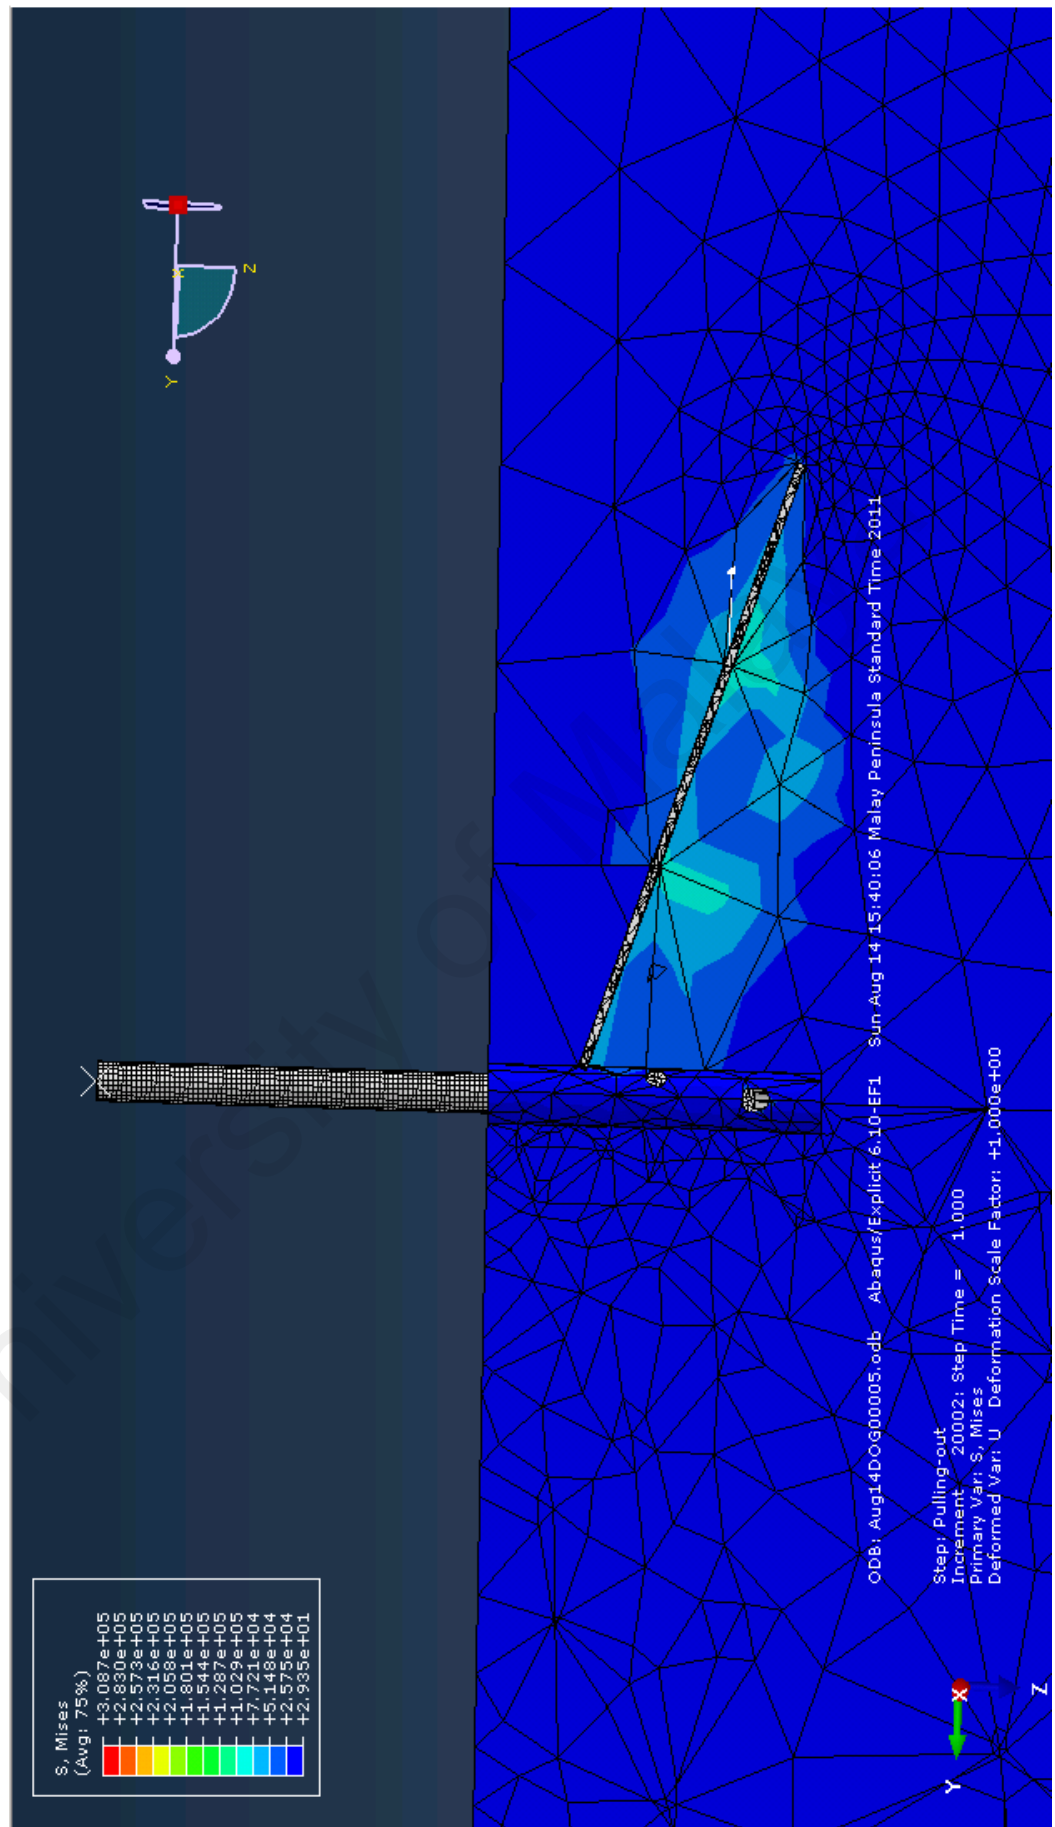 S, Mises
(Avg: 75%)
+3.087e+05
+2.830e+05
+2.573e+05
+2.316e+05
+2.058e+05
+1.801e+05
+1.544e+05
+1.287e+05
+1.029e+05
+7.721e+04
+5.148e+04
+2.575e+04
+2.935e+01
Y
X
Z
ODB: Aug14DOG00005.odb Abaqus/Explicit 6.10-EF1 Sun Aug 14 15:40:06 Malay Peninsula Standard Time 2011
Step: Pulling-out
Increment 20002: Step Time = 1.000
Primary Var: S, Mises
Deformed Var: U Deformation Scale Factor: +1.000e+00
Y
X
Z
University of Malaya